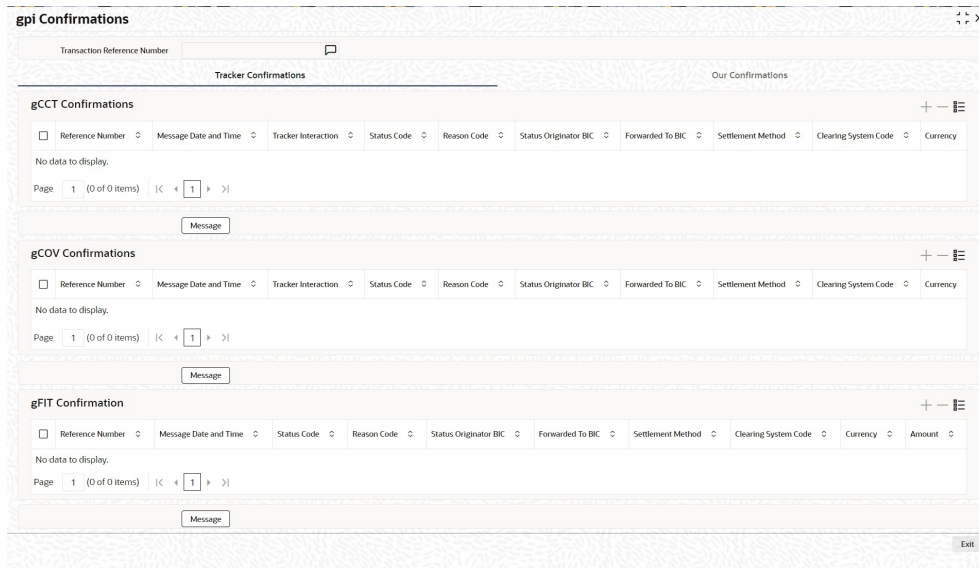 gpi Confirmations
Transaction Reference Number
Tracker Confirmations Our Confirmations
gCCT Confirmations
Reference Number Message Date and Time Tracker Interaction Status Code Reason Code Status Originator BIC Forwarded To BIC Settlement Method Clearing System Code Currency
No data to display.
Page 1 (0 of 0 items) 1
Message
gCOV Confirmations
Reference Number Message Date and Time Tracker Interaction Status Code Reason Code Status Originator BIC Forwarded To BIC Settlement Method Clearing System Code Currency
No data to display.
Page 1 (0 of 0 items) 1
Message
gFIT Confirmation
Reference Number Message Date and Time Status Code Reason Code Status Originator BIC Forwarded To BIC Settlement Method Clearing System Code Currency Amount
No data to display.
Page 1 (0 of 0 items) 1
Message
Exit